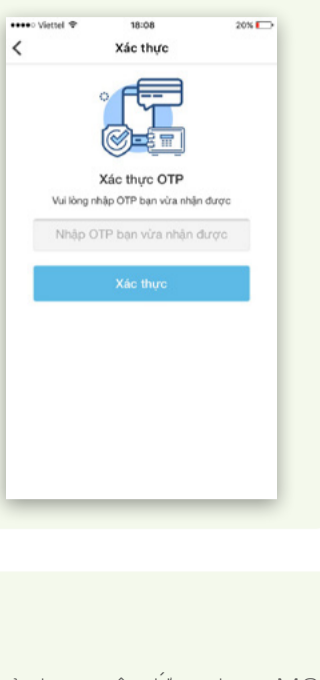 Viettel 18:08 20%
Xác thực
Xác thực OTP
Vui lòng nhập OTP bạn vừa nhận được
Nhập OTP bạn vừa nhận được
Xác thực